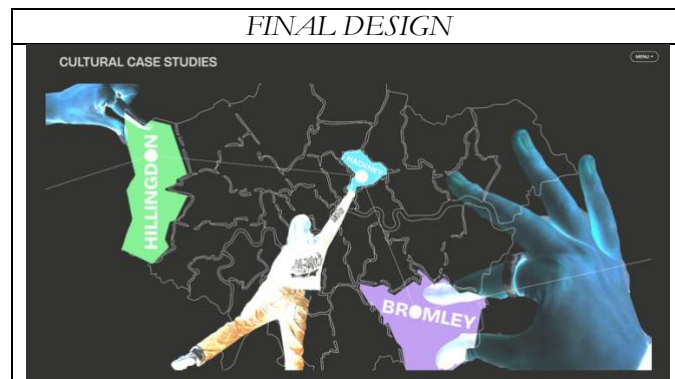 FINAL DESIGN
CULTURAL CASE STUDIES
MENU
HILLINGDON
HACKNEY
BROMLEY